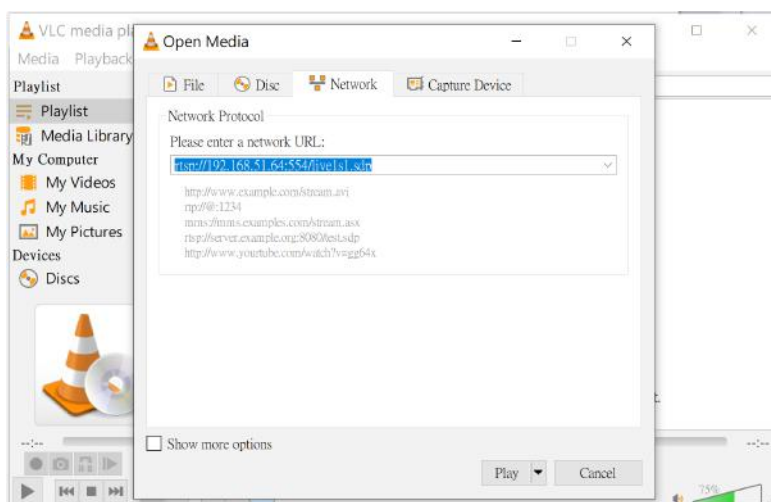 VLC media pl
Media Playback
Playlist
Playlist
Media Library
My Computer
My Videos
My Music
My Pictures
Devices
Discs
Open Media
File
Disc
Network
Capture Device
Network Protocol
Please enter a network URL:
rtsp://192.168.51.64:554/live1s1.sdp
http://www.example.com/stream.avi
rtp://@:1234
mms://mms.examples.com/stream.asx
rtsp://server.example.org:8080/test.sdp
http://www.yourtube.com/watch?v=gg64x
Show more options
Play
Cancel
t.
--:--
--:--
75%